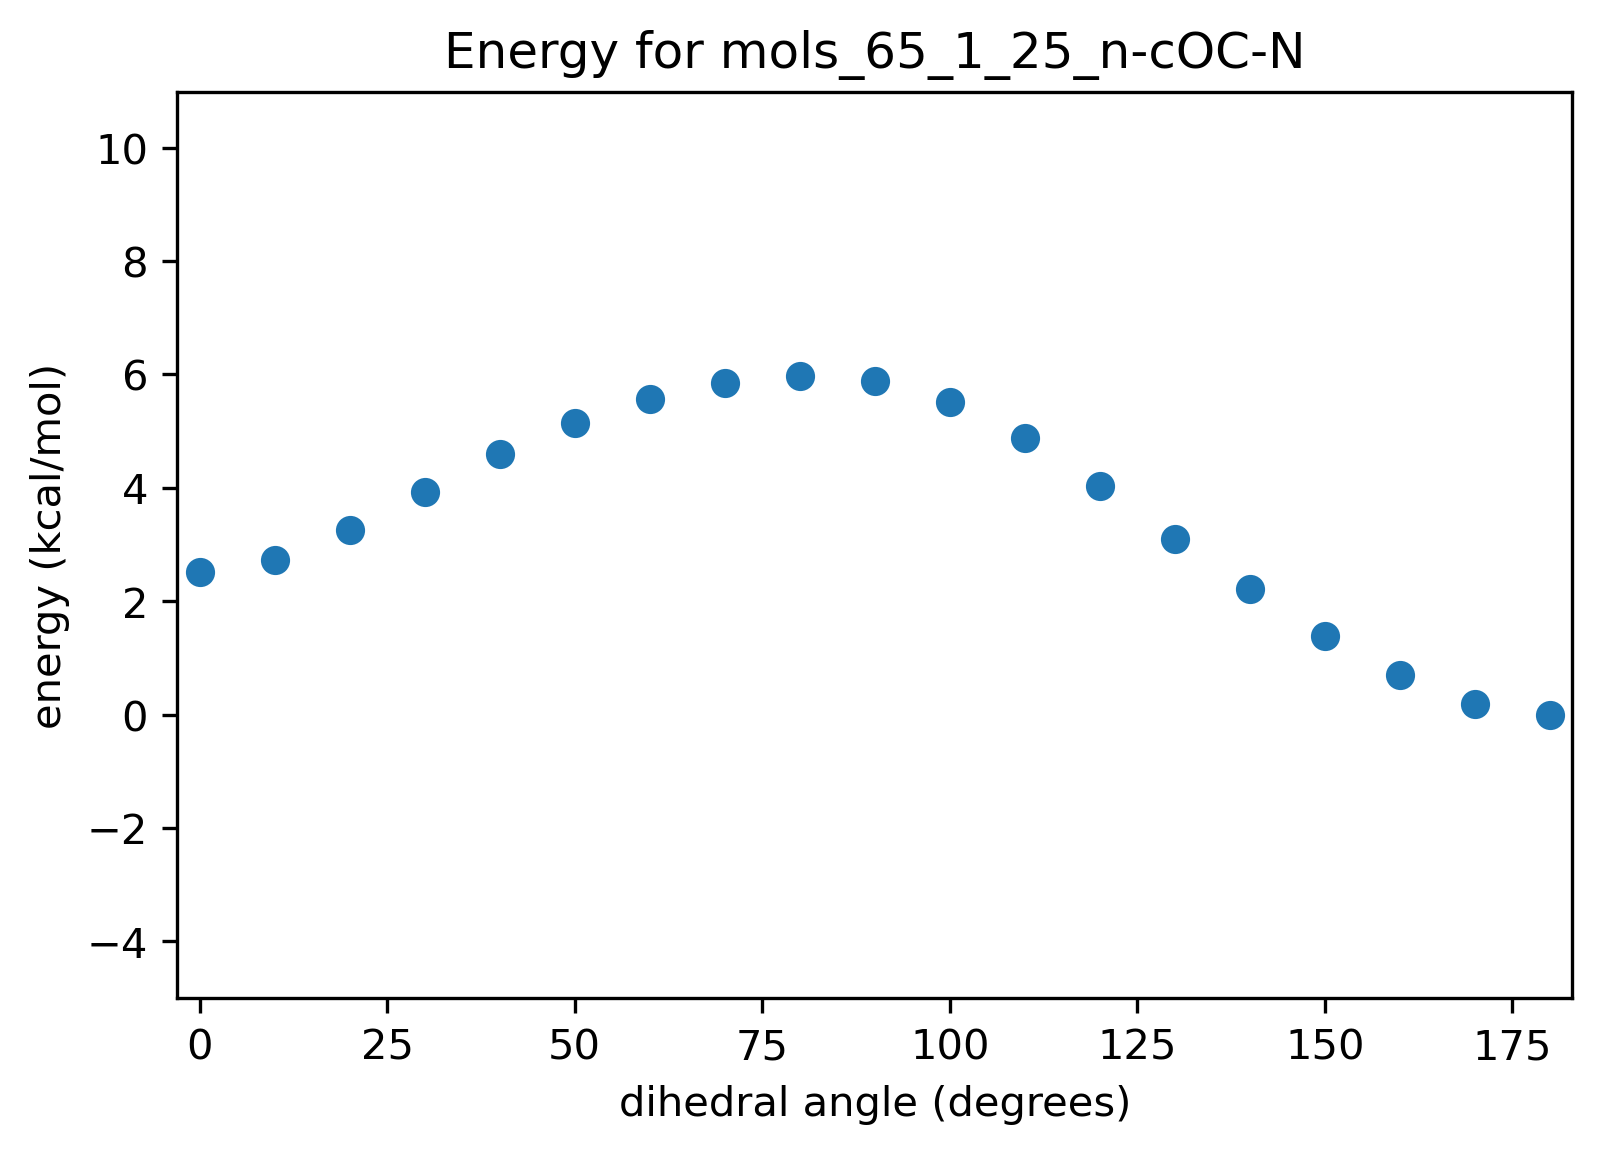 Energy for mols_65_1_25_n-cOC-N
10
8
6
4
2
0
−2
−4
energy (kcal/mol)
0 25 50 75 100 125 150 175
dihedral angle (degrees)